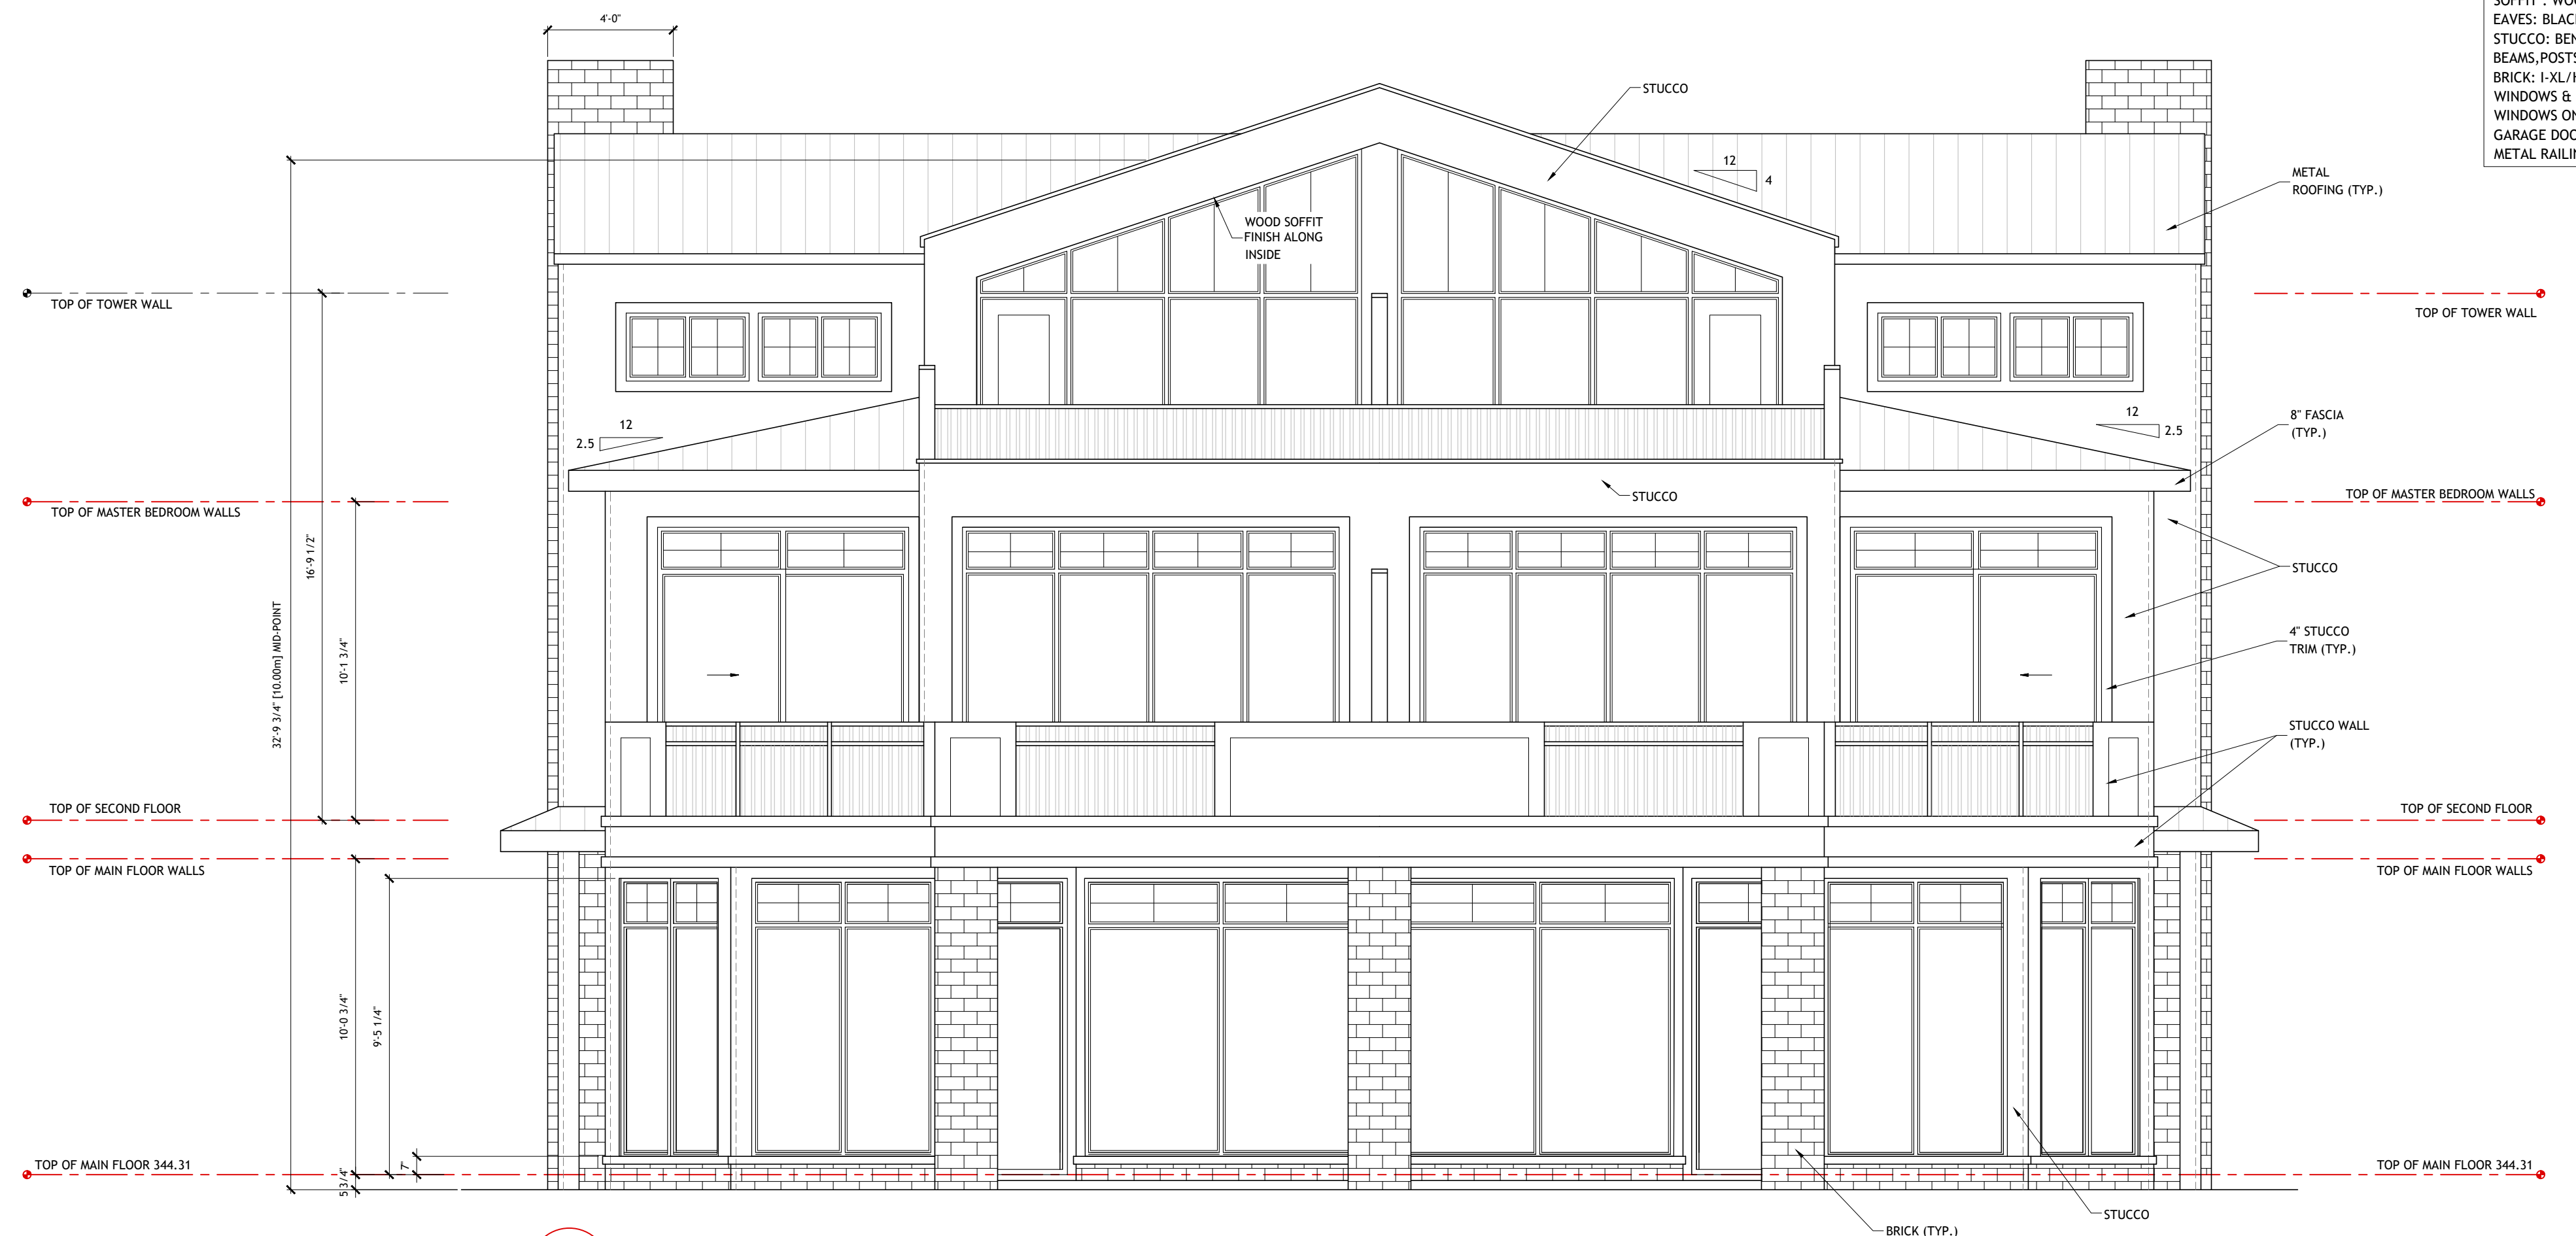 4'-0"
SOFFIT : WOO
EAVES: BLAC
STUCCO: BEN
BEAMS,POSTS
BRICK: I-XL/H
WINDOWS &
WINDOWS ON
GARAGE DOO
METAL RAILIN
STUCCO
12
4
METAL
ROOFING (TYP.)
WOOD SOFFIT
FINISH ALONG
INSIDE
TOP OF TOWER WALL
TOP OF TOWER WALL
12
2.5
12
2.5
8" FASCIA
(TYP.)
STUCCO
TOP OF MASTER BEDROOM WALLS
TOP OF MASTER BEDROOM WALLS
16'-9 1/2"
32'-9 3/4" [10.00m] MID-POINT
10'-1 3/4"
STUCCO
4" STUCCO
TRIM (TYP.)
STUCCO WALL
(TYP.)
TOP OF SECOND FLOOR
TOP OF SECOND FLOOR
TOP OF MAIN FLOOR WALLS
TOP OF MAIN FLOOR WALLS
10'-0 3/4"
9'-5 1/4"
7"
5 3/4"
TOP OF MAIN FLOOR 344.31
TOP OF MAIN FLOOR 344.31
STUCCO
BRICK (TYP.)